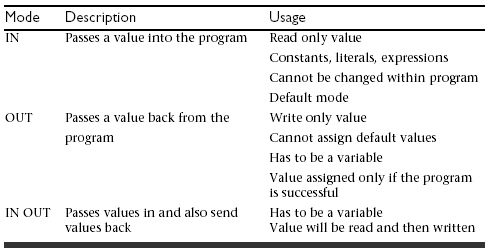 Mode Description Usage
IN Passes a value into the program Read only value
Constants, literals, expressions
Cannot be changed within program
Default mode
OUT Passes a value back from the Write only value
program Cannot assign default values
Has to be a variable
Value assigned only if the program
is successful
IN OUT Passes values in and also send Has to be a variable
values back Value will be read and then written